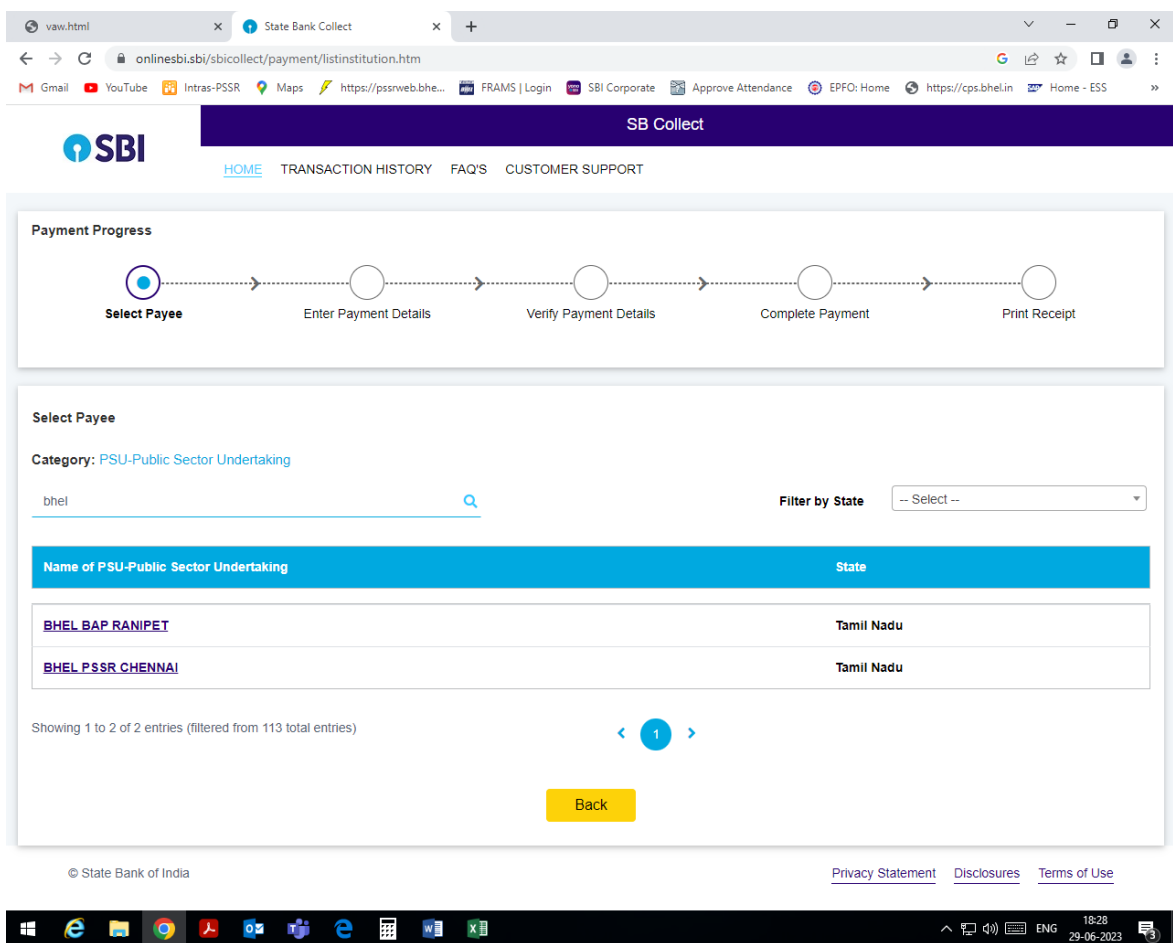 vaw.html
State Bank Collect
onlinesbi.sbi/sbicollect/payment/listinstitution.htm
Gmail YouTube Intras-PSSR Maps https://pssrweb.bhe... FRAMS | Login SBI Corporate Approve Attendance EPFO: Home https://cps.bhel.in Home - ESS »
SB Collect
SBI
HOME TRANSACTION HISTORY FAQ'S CUSTOMER SUPPORT
Payment Progress
Select Payee Enter Payment Details Verify Payment Details Complete Payment Print Receipt
Select Payee
Category: PSU-Public Sector Undertaking
bhel Filter by State -- Select --
Name of PSU-Public Sector Undertaking State
BHEL BAP RANIPET Tamil Nadu
BHEL PSSR CHENNAI Tamil Nadu
Showing 1 to 2 of 2 entries (filtered from 113 total entries) 1
Back
© State Bank of India Privacy Statement Disclosures Terms of Use
ENG 18:28
29-06-2023 3